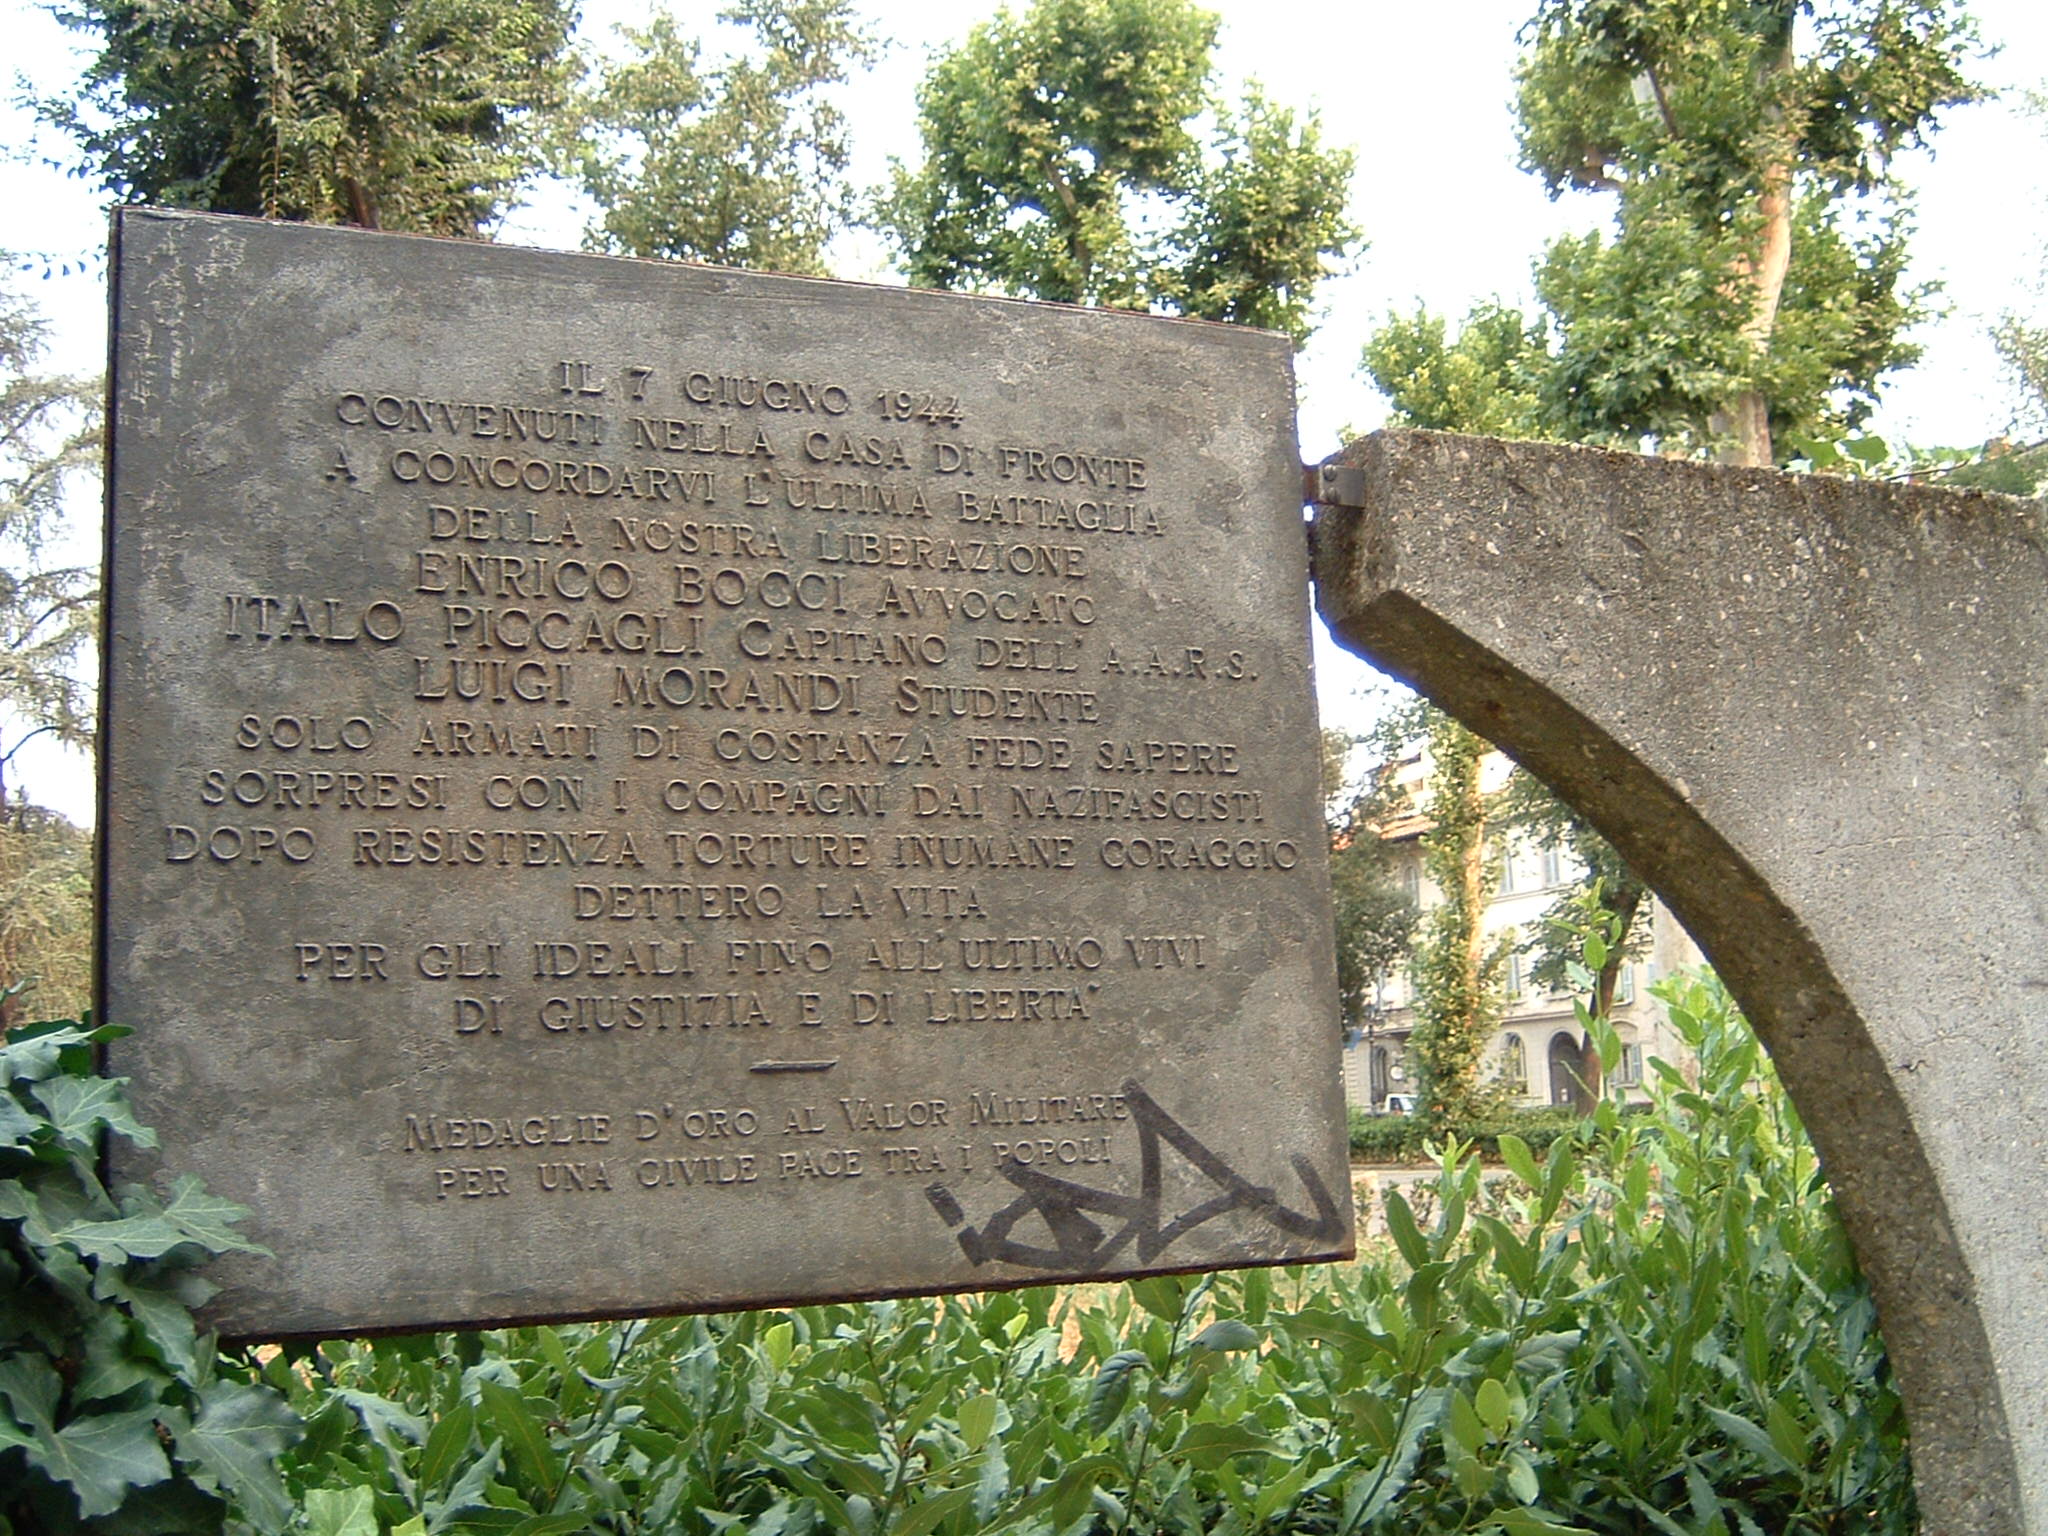 IL 7 GIUGNO 1944
CONVENUTI NELLA CASA DI FRONTE
A CONCORDARVI L'ULTIMA BATTAGLIA
DELLA NOSTRA LIBERAZIONE
ENRICO BOCCI AVVOCATO
ITALO PICCAGLI CAPITANO DELL' A.A.R.S.
LUIGI MORANDI STUDENTE
SOLO ARMATI DI COSTANZA FEDE SAPERE
SORPRESI CON I COMPAGNI DAI NAZIFASCISTI
DOPO RESISTENZA TORTURE INUMANE CORAGGIO
DETTERO LA VITA
PER GLI IDEALI FINO ALL'ULTIMO VIVI
DI GIUSTIZIA E DI LIBERTA'
MEDAGLIE D'ORO AL VALOR MILITARE
PER UNA CIVILE PACE TRA I POPOLI